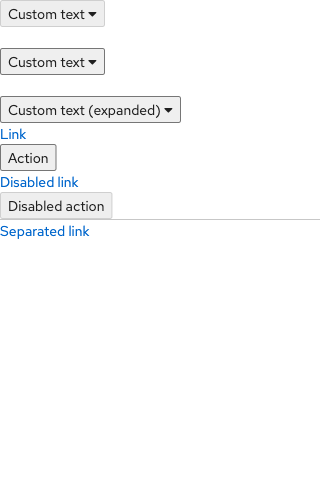 Custom text
Custom text
Custom text (expanded)
Link
Action
Disabled link
Disabled action
Separated link